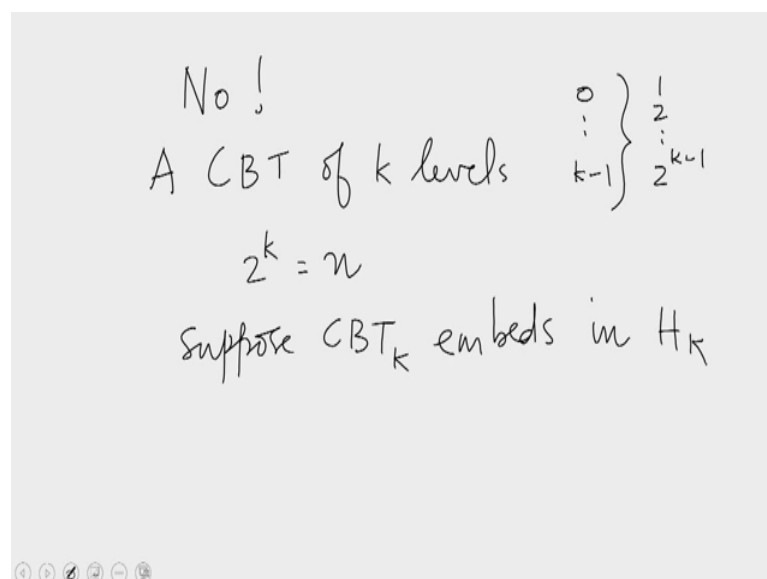 No!
A CBT of k levels 0 ⋮ k-1 } 1 2 ⋮ 2^{k-1}
2^k = n
Suppose CBT_k embeds in H_k